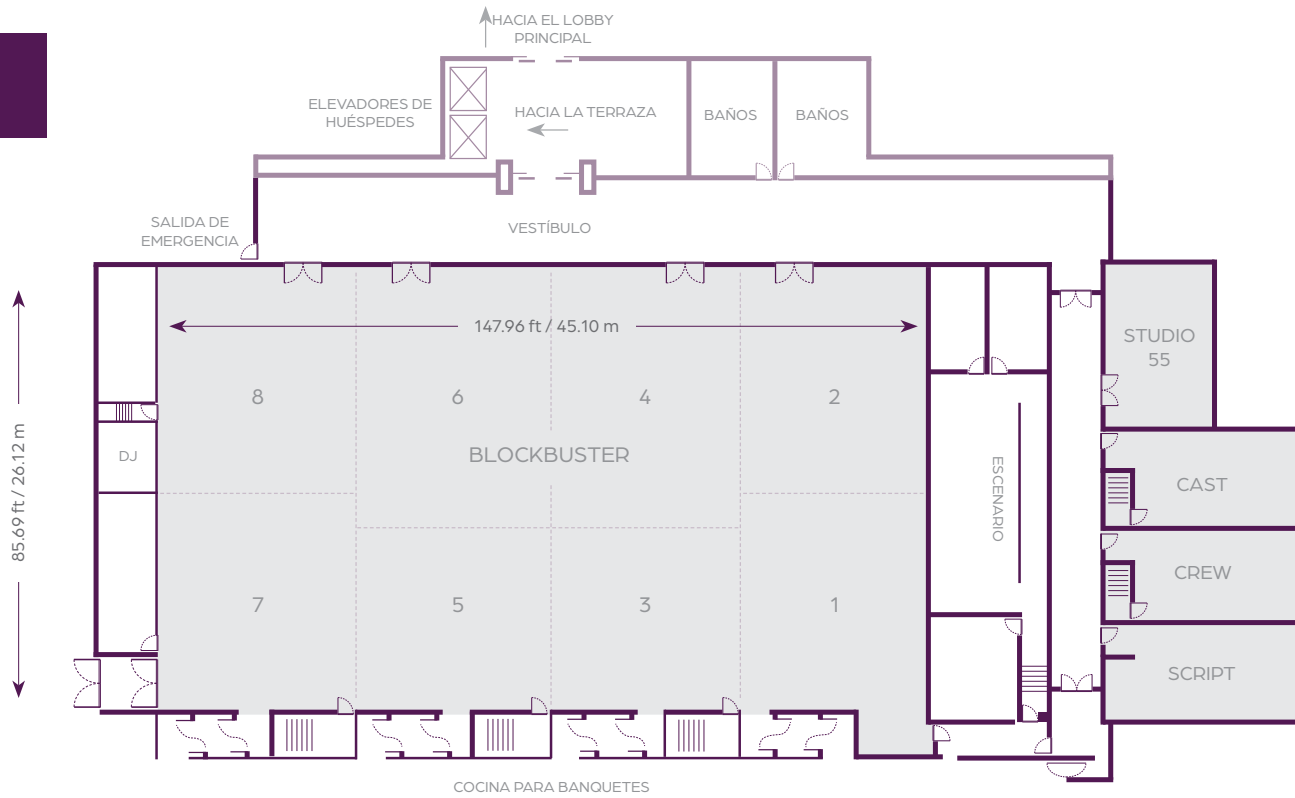 HACIA EL LOBBY
PRINCIPAL
ELEVADORES DE
HUÉSPEDES
HACIA LA TERRAZA
BAÑOS
BAÑOS
SALIDA DE
EMERGENCIA
VESTÍBULO
147.96 ft / 45.10 m
85.69 ft / 26.12 m
STUDIO
55
8
6
4
2
DJ
BLOCKBUSTER
ESCENARIO
CAST
CREW
7
5
3
1
SCRIPT
COCINA PARA BANQUETES